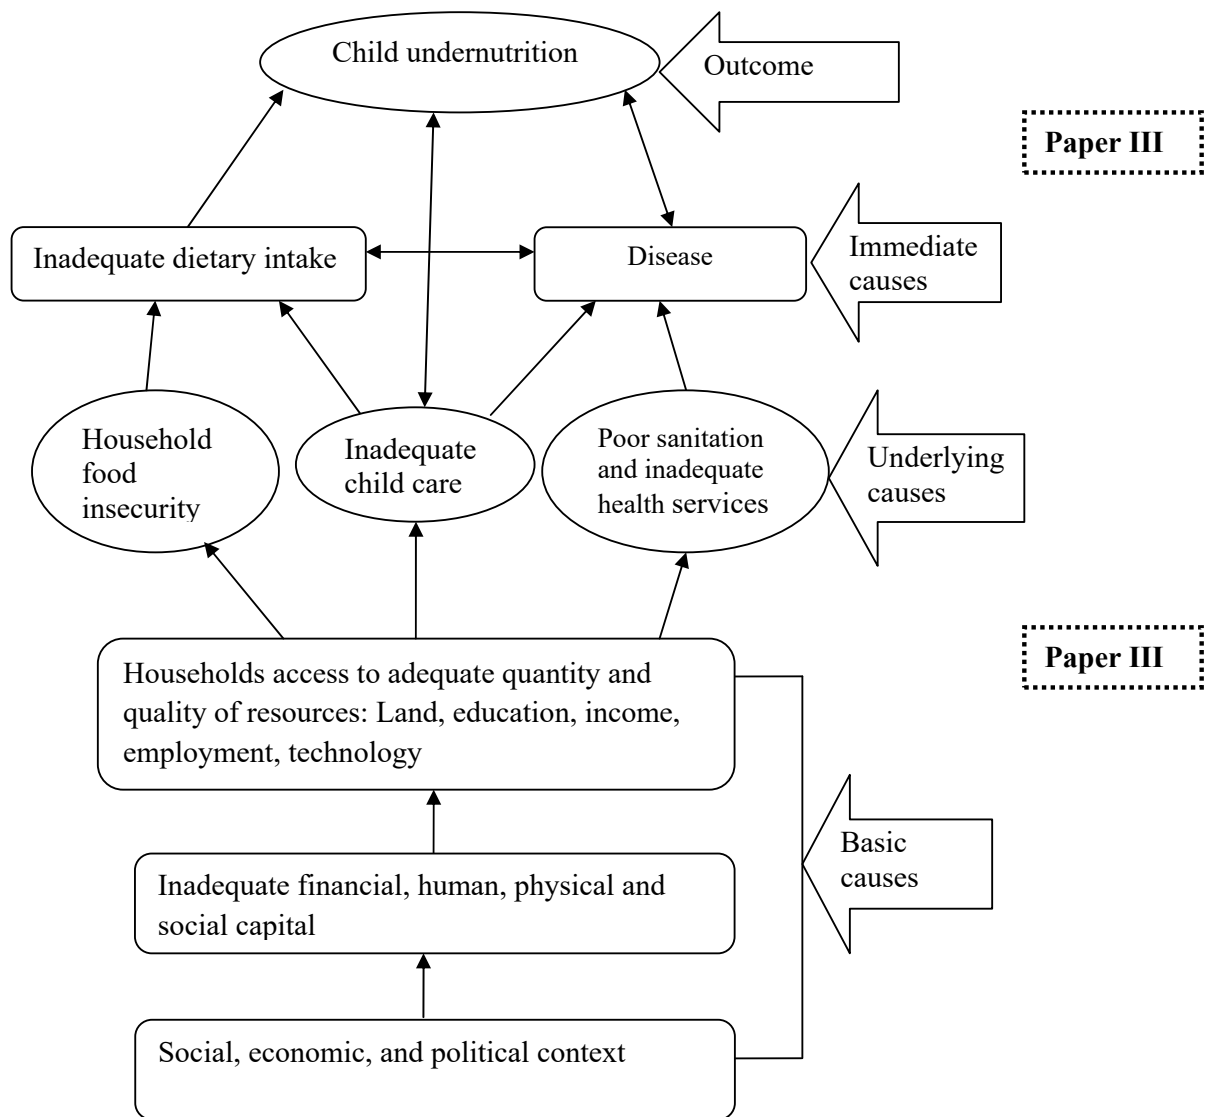 Child undernutrition
Outcome
Paper III
Inadequate dietary intake
Disease
Immediate
causes
Household
food
insecurity
Inadequate
child care
Poor sanitation
and inadequate
health services
Underlying
causes
Households access to adequate quantity and
quality of resources: Land, education, income,
employment, technology
Paper III
Inadequate financial, human, physical and
social capital
Basic
causes
Social, economic, and political context